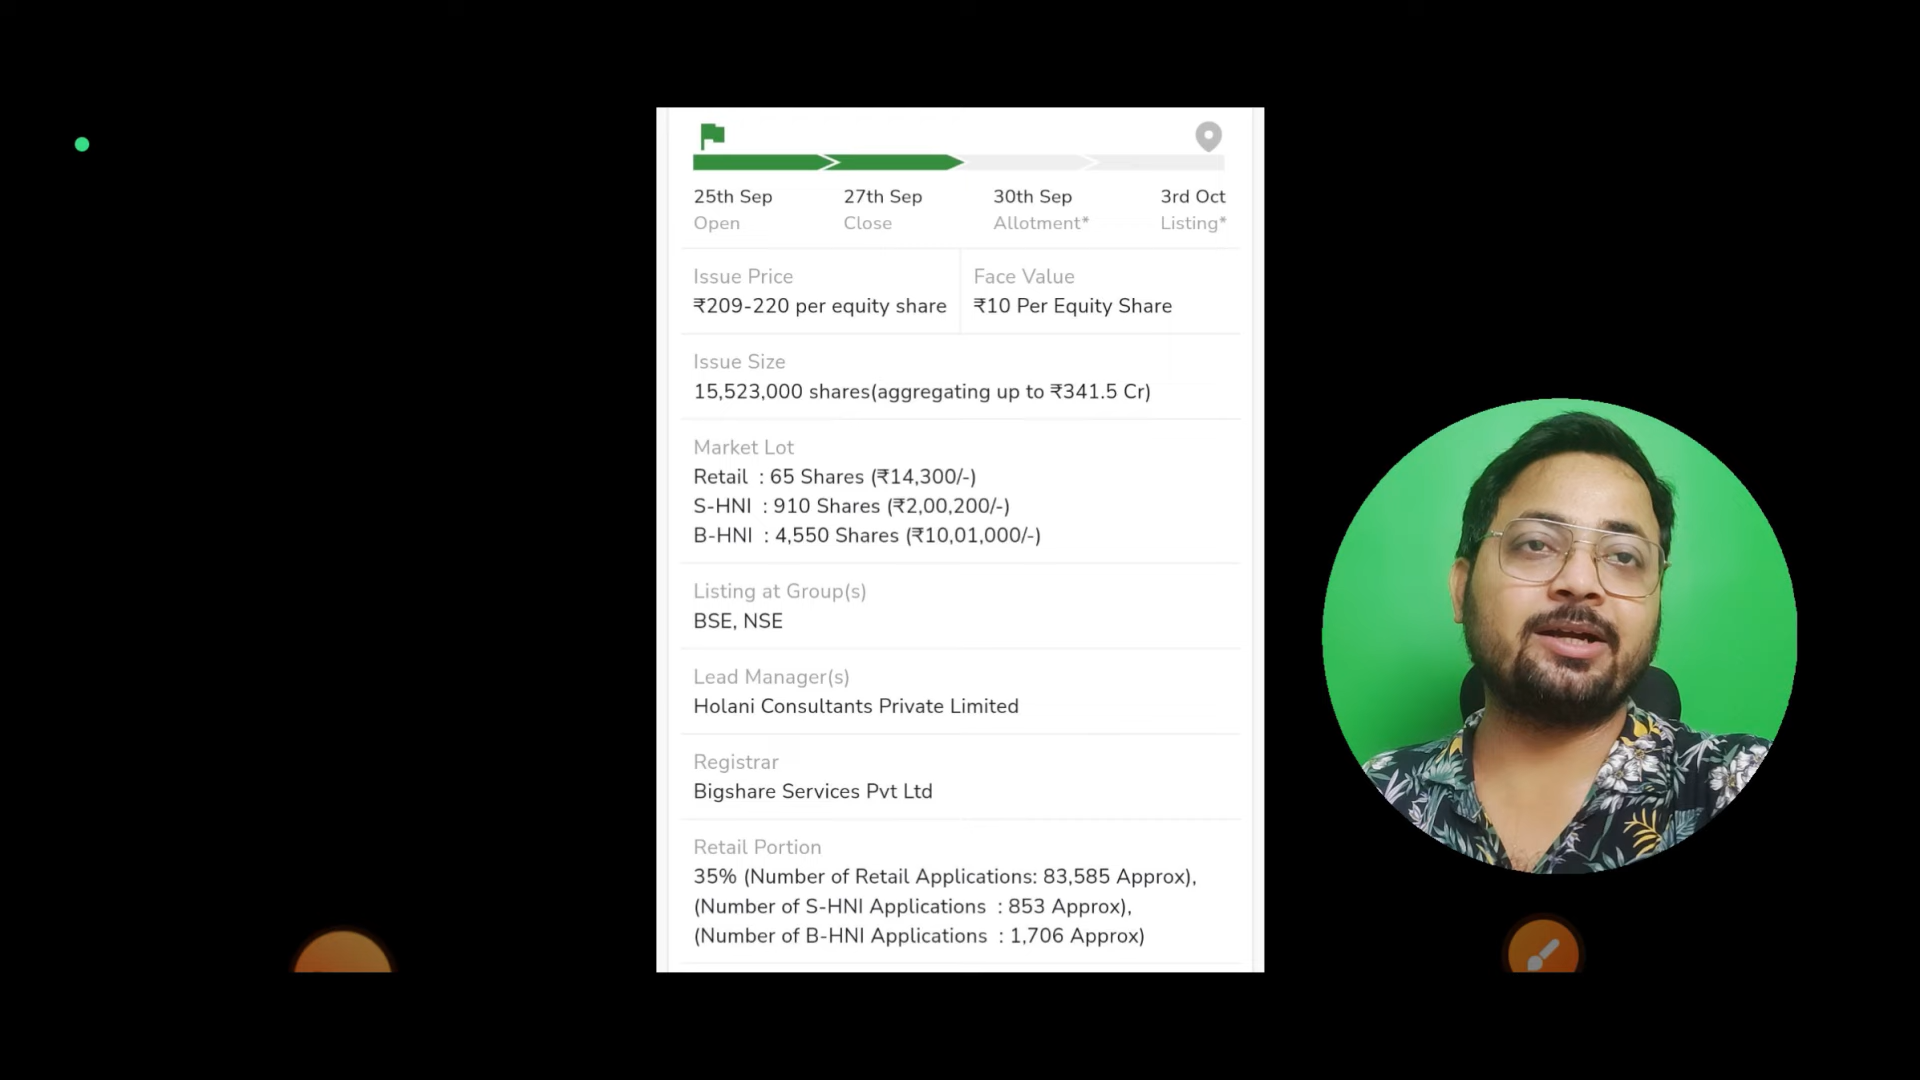 25th Sep 27th Sep 30th Sep 3rd Oct
Open Close Allotment* Listing*
Issue Price Face Value
₹209-220 per equity share ₹10 Per Equity Share
Issue Size
15,523,000 shares(aggregating up to ₹341.5 Cr)
Market Lot
Retail : 65 Shares (₹14,300/-)
S-HNI : 910 Shares (₹2,00,200/-)
B-HNI : 4,550 Shares (₹10,01,000/-)
Listing at Group(s)
BSE, NSE
Lead Manager(s)
Holani Consultants Private Limited
Registrar
Bigshare Services Pvt Ltd
Retail Portion
35% (Number of Retail Applications: 83,585 Approx),
(Number of S-HNI Applications : 853 Approx),
(Number of B-HNI Applications : 1,706 Approx)